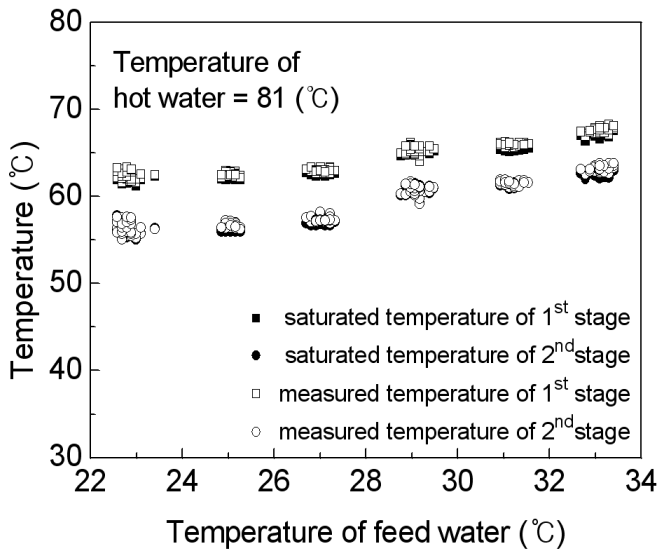 80
70
60
50
40
30
Temperature (℃)
Temperature of
hot water = 81 (℃)
saturated temperature of 1st stage
saturated temperature of 2nd stage
measured temperature of 1st stage
measured temperature of 2nd stage
22 24 26 28 30 32 34
Temperature of feed water (℃)